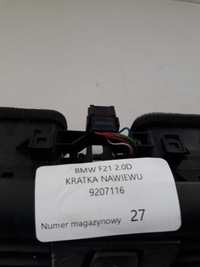 BMW F21 2.0D
KRATKA NAWIEWU
9207116
Numer magazynowy 27